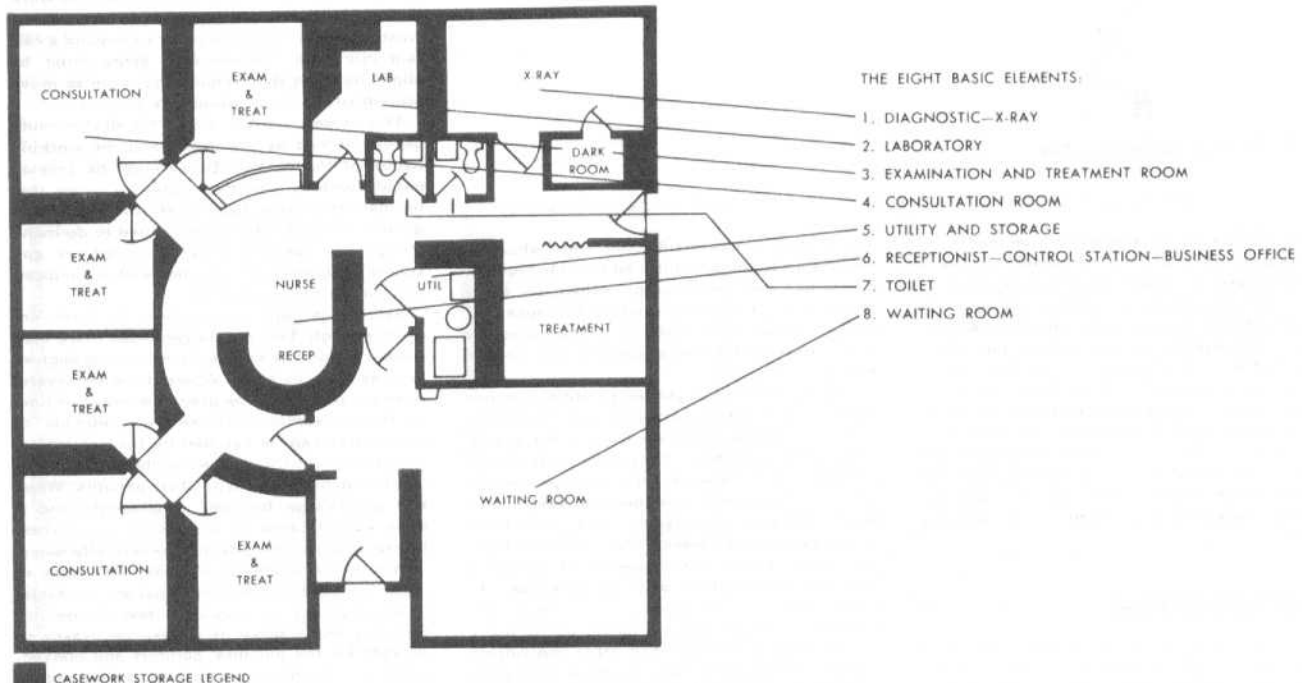 CONSULTATION
EXAM
&
TREAT
LAB
X-RAY
DARK
ROOM
EXAM
&
TREAT
NURSE
UTIL
TREATMENT
RECEP
EXAM
&
TREAT
WAITING ROOM
CONSULTATION
EXAM
&
TREAT
CASEWORK STORAGE LEGEND
THE EIGHT BASIC ELEMENTS:
1. DIAGNOSTIC—X-RAY
2. LABORATORY
3. EXAMINATION AND TREATMENT ROOM
4. CONSULTATION ROOM
5. UTILITY AND STORAGE
6. RECEPTIONIST—CONTROL STATION—BUSINESS OFFICE
7. TOILET
8. WAITING ROOM